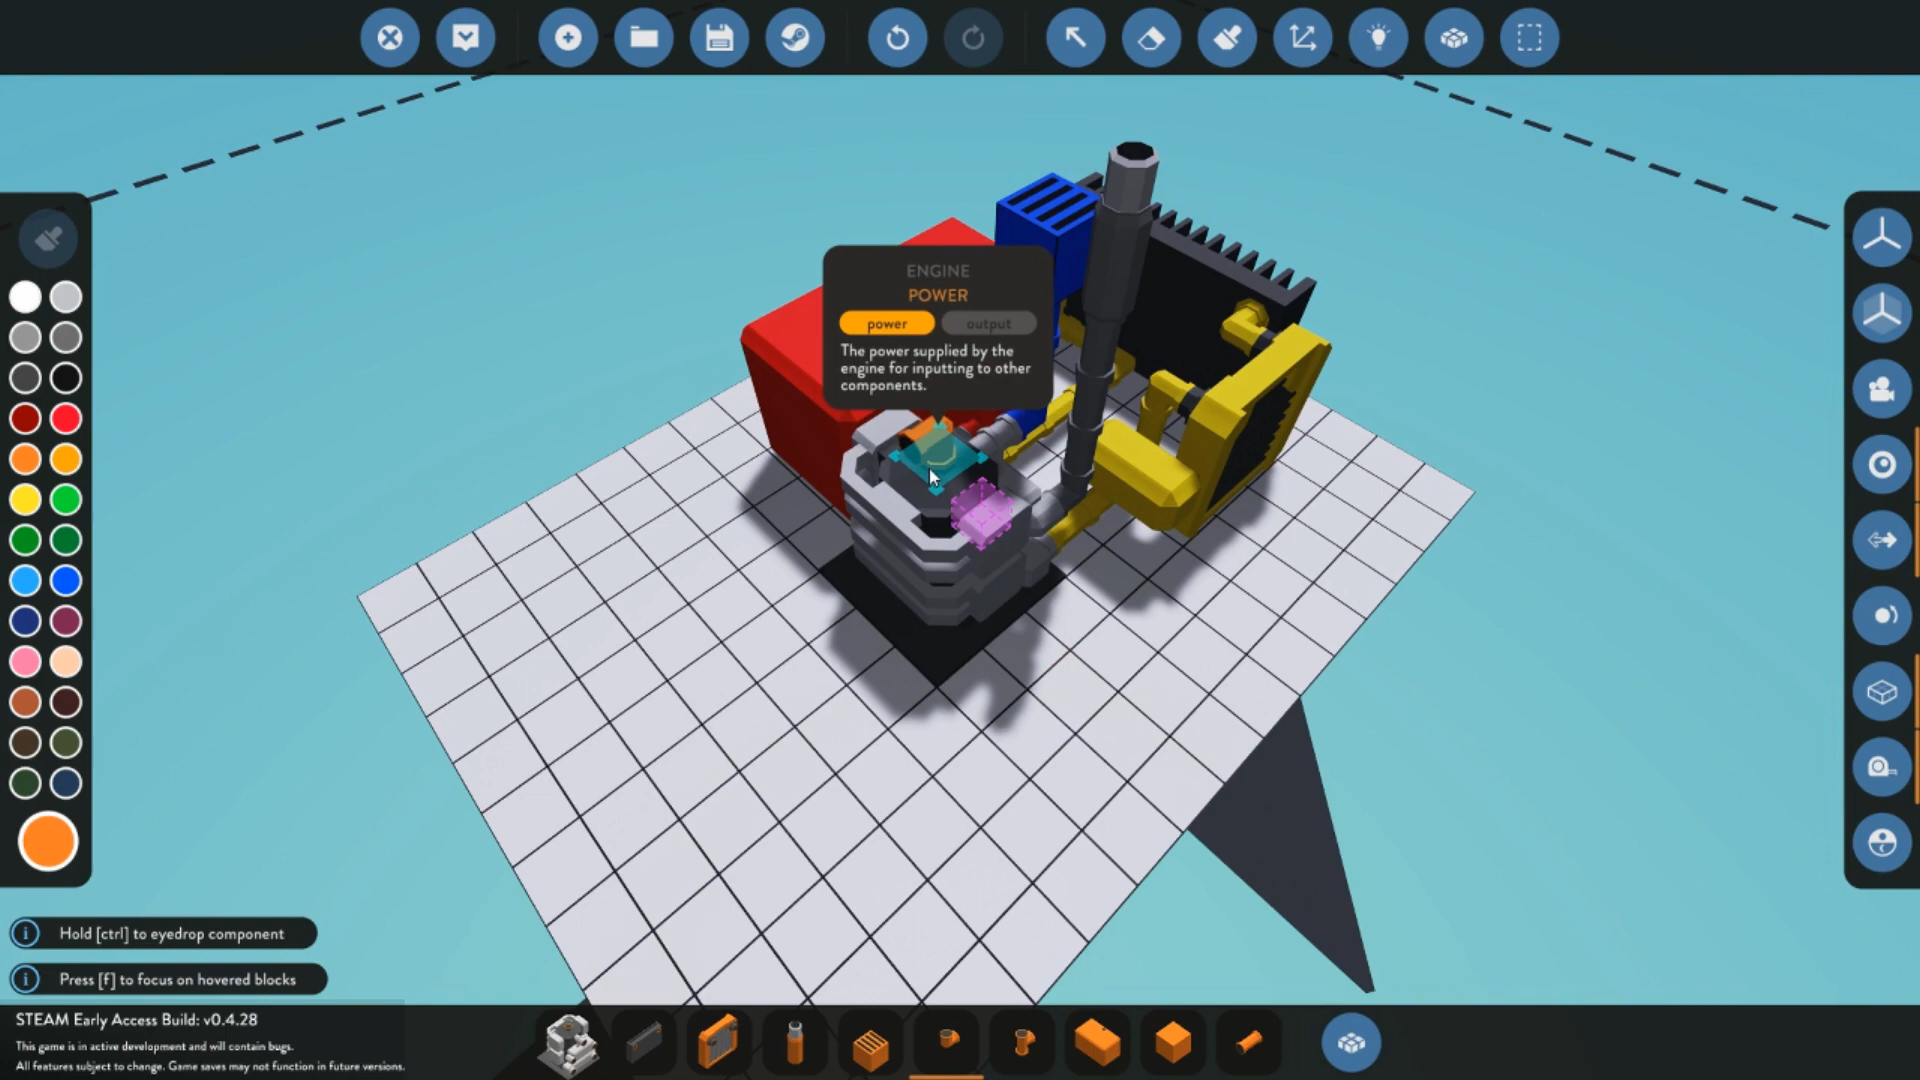 ENGINE
POWER
power output
The power supplied by the
engine for inputting to other
components.
Hold [ctrl] to eyedrop component
Press [f] to focus on hovered blocks
STEAM Early Access Build: v0.4.28
This game is in active development and will contain bugs.
All features subject to change. Game saves may not function in future versions.